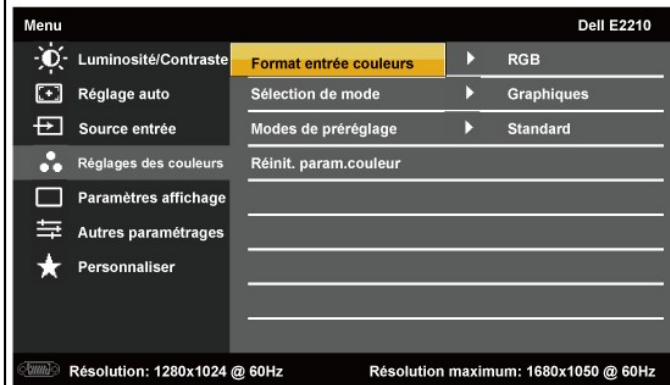 Menu Dell E2210
Luminosité/Contraste Format entrée couleurs RGB
Réglage auto Sélection de mode Graphiques
Source entrée Modes de préréglage Standard
Réglages des couleurs Réinit. param.couleur
Paramètres affichage
Autres paramétrages
Personnaliser
Résolution: 1280x1024 @ 60Hz Résolution maximum: 1680x1050 @ 60Hz